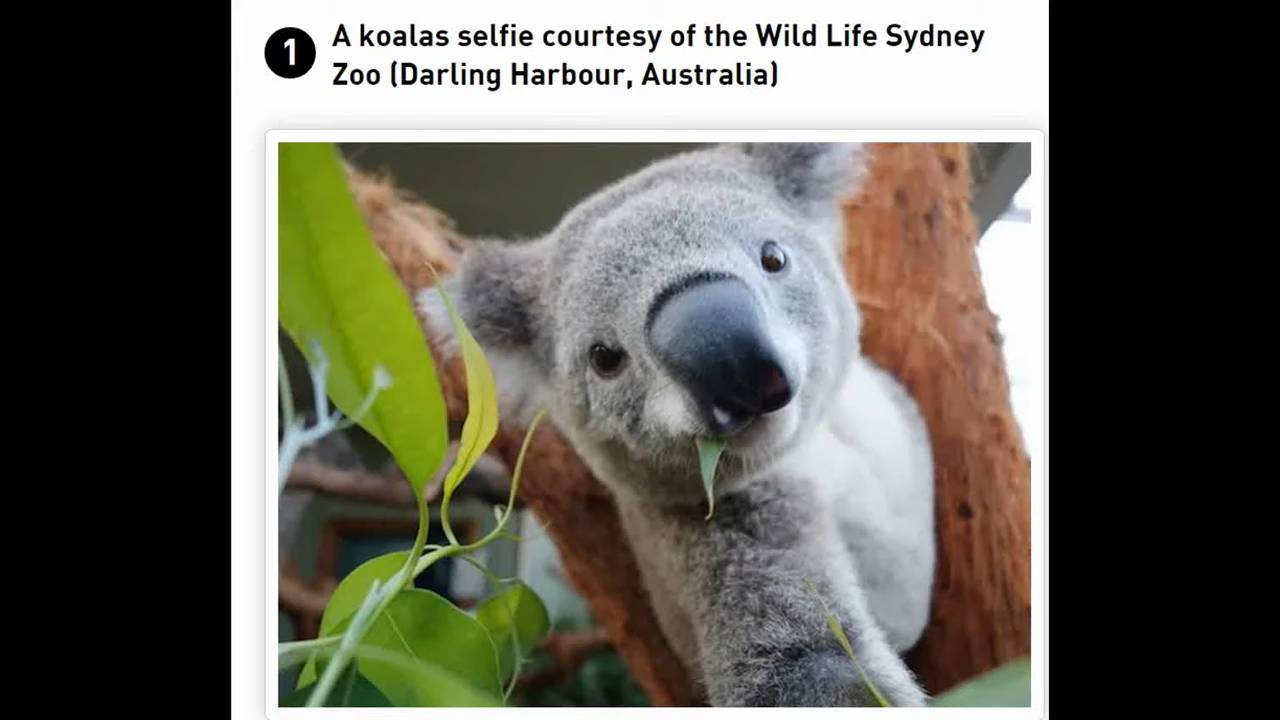 1
A koalas selfie courtesy of the Wild Life Sydney
Zoo (Darling Harbour, Australia)